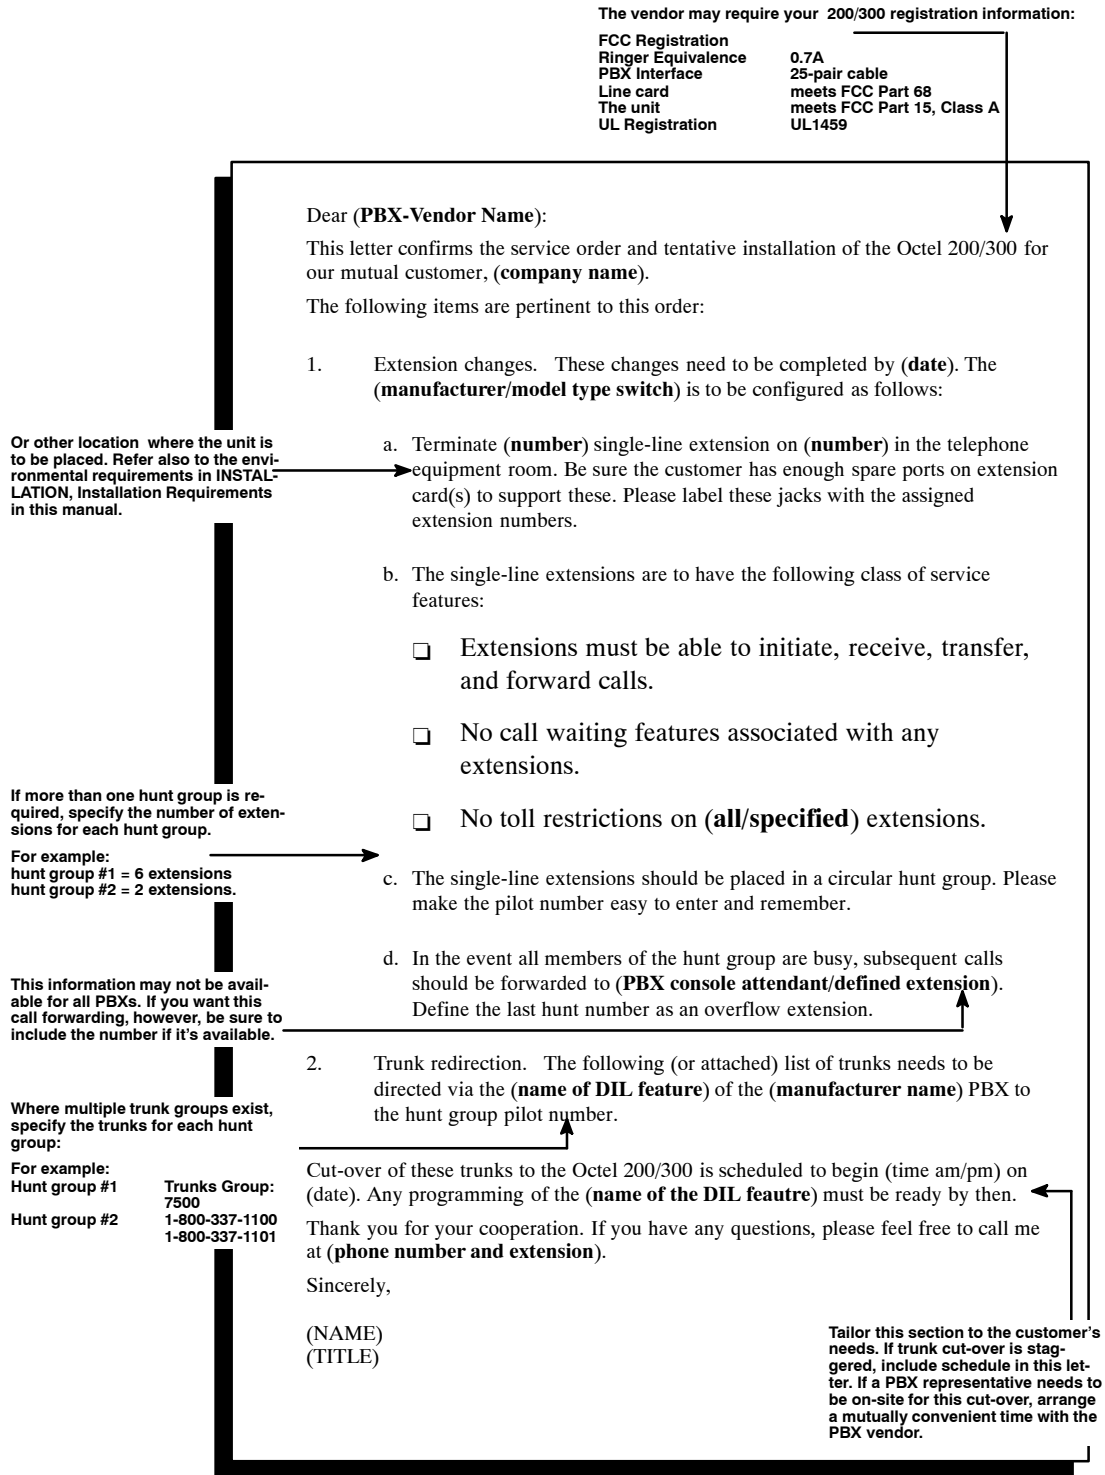 The vendor may require your 200/300 registration information:
FCC Registration
Ringer Equivalence 0.7A
PBX Interface 25-pair cable
Line card meets FCC Part 68
The unit meets FCC Part 15, Class A
UL Registration UL1459
Dear (PBX-Vendor Name):
This letter confirms the service order and tentative installation of the Octel 200/300 for
our mutual customer, (company name).
The following items are pertinent to this order:
1. Extension changes. These changes need to be completed by (date). The
(manufacturer/model type switch) is to be configured as follows:
Or other location where the unit is
to be placed. Refer also to the envi-
ronmental requirements in INSTAL-
LATION, Installation Requirements
in this manual.
a. Terminate (number) single-line extension on (number) in the telephone
equipment room. Be sure the customer has enough spare ports on extension
card(s) to support these. Please label these jacks with the assigned
extension numbers.
b. The single-line extensions are to have the following class of service
features:
❏ Extensions must be able to initiate, receive, transfer,
and forward calls.
❏ No call waiting features associated with any
extensions.
❏ No toll restrictions on (all/specified) extensions.
If more than one hunt group is re-
quired, specify the number of exten-
sions for each hunt group.
For example:
hunt group #1 = 6 extensions
hunt group #2 = 2 extensions.
c. The single-line extensions should be placed in a circular hunt group. Please
make the pilot number easy to enter and remember.
d. In the event all members of the hunt group are busy, subsequent calls
should be forwarded to (PBX console attendant/defined extension).
Define the last hunt number as an overflow extension.
This information may not be avail-
able for all PBXs. If you want this
call forwarding, however, be sure to
include the number if it's available.
2. Trunk redirection. The following (or attached) list of trunks needs to be
directed via the (name of DIL feature) of the (manufacturer name) PBX to
the hunt group pilot number.
Where multiple trunk groups exist,
specify the trunks for each hunt
group:
For example:
Hunt group #1 Trunks Group:
7500
Hunt group #2 1-800-337-1100
1-800-337-1101
Cut-over of these trunks to the Octel 200/300 is scheduled to begin (time am/pm) on
(date). Any programming of the (name of the DIL feautre) must be ready by then.
Thank you for your cooperation. If you have any questions, please feel free to call me
at (phone number and extension).
Sincerely,
(NAME)
(TITLE)
Tailor this section to the customer's
needs. If trunk cut-over is stag-
gered, include schedule in this let-
ter. If a PBX representative needs to
be on-site for this cut-over, arrange
a mutually convenient time with the
PBX vendor.